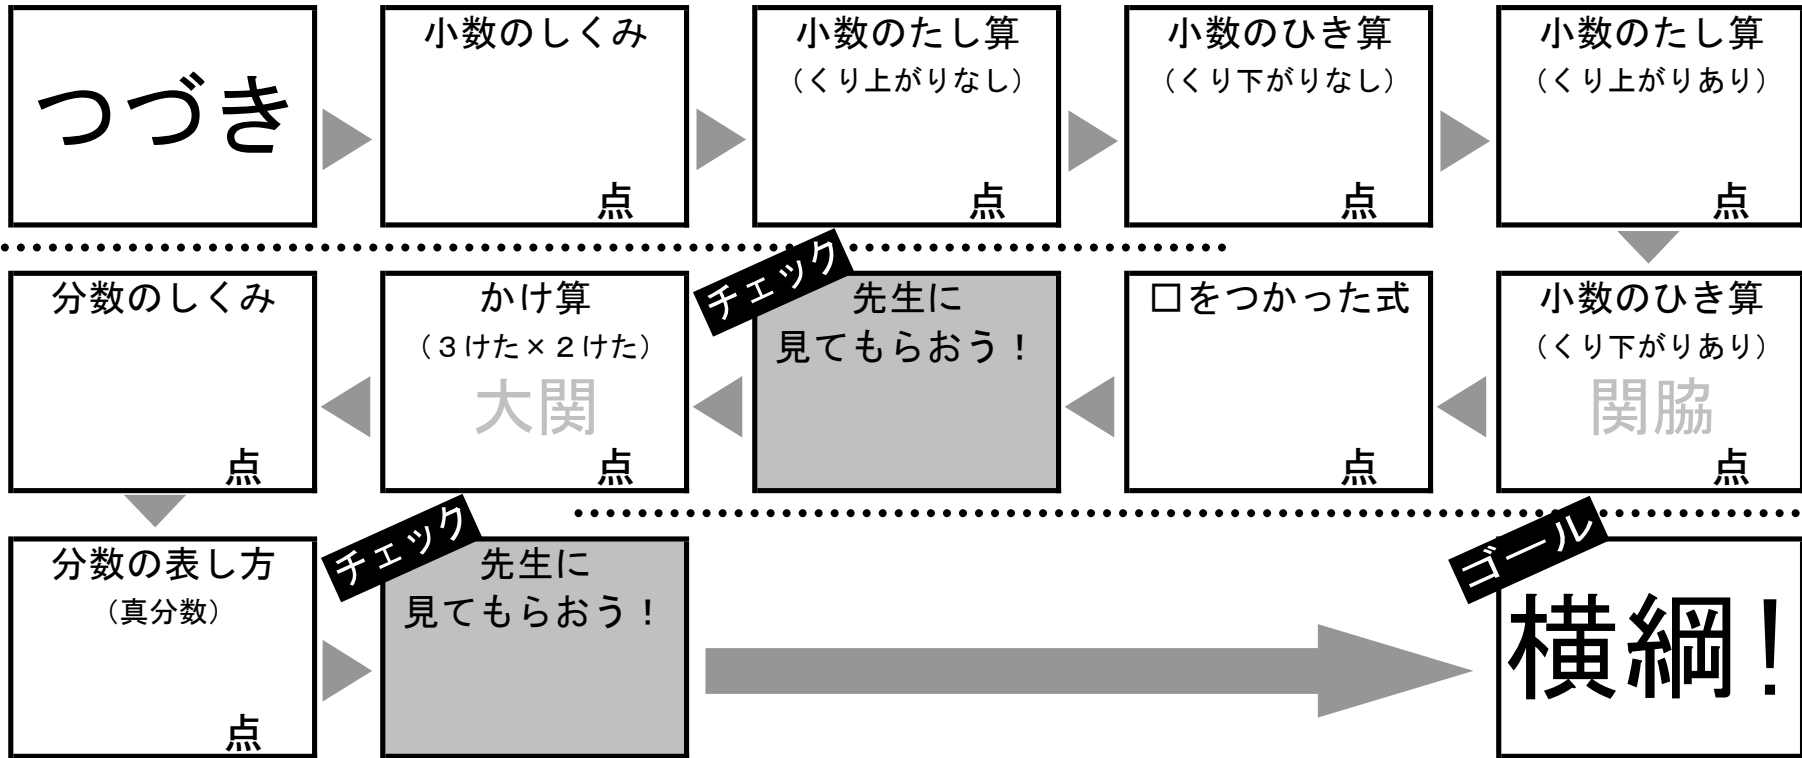 つづき
小数のしくみ
点
小数のたし算
（くり上がりなし）
点
小数のひき算
（くり下がりなし）
点
小数のたし算
（くり上がりあり）
点
小数のひき算
（くり下がりあり）
関脇
点
□をつかった式
点
チェック
先生に
見てもらおう！
かけ算
（３けた×２けた）
大関
点
分数のしくみ
点
分数の表し方
（真分数）
点
チェック
先生に
見てもらおう！
ゴール
横綱！